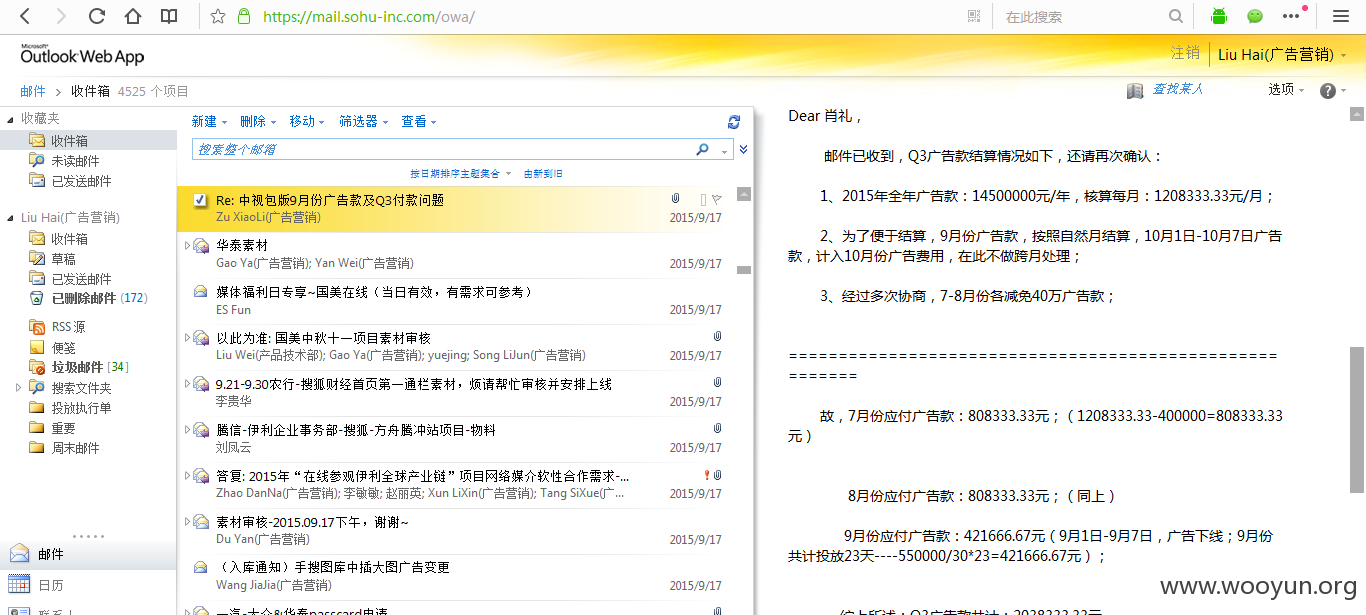 https://mail.sohu-inc.com/owa/
在此搜索
Microsoft
Outlook Web App
注销
Liu Hai(广告营销)
邮件 > 收件箱 4525 个项目
查找某人
选项
收藏夹
收件箱
未读邮件
已发送邮件
Liu Hai(广告营销)
收件箱
草稿
已发送邮件
已删除邮件 (172)
RSS 源
便笺
垃圾邮件 [34]
搜索文件夹
投放执行单
重要
周末邮件
邮件
日历
新建 删除 移动 筛选器 查看
搜索整个邮箱
按日期排序主题集合 由新到旧
Re: 中视包版9月份广告款及Q3付款问题
Zu XiaoLi(广告营销) 2015/9/17
华泰素材
Gao Ya(广告营销); Yan Wei(广告营销) 2015/9/17
媒体福利日专享~国美在线（当日有效，有需求可参考）
ES Fun 2015/9/17
以此为准: 国美中秋十一项目素材审核
Liu Wei(产品技术部); Gao Ya(广告营销); yuejing; Song LiJun(广告营销) 2015/9/17
9.21-9.30农行-搜狐财经首页第一通栏素材，烦请帮忙审核并安排上线
李贵华 2015/9/17
腾信-伊利企业事务部-搜狐-方舟腾冲站项目-物料
刘凤云 2015/9/17
答复: 2015年“在线参观伊利全球产业链”项目网络媒介软性合作需求-...
Zhao DanNa(广告营销); 李敏敏; 赵丽英; Xun LiXin(广告营销); Tang SiXue(广... 2015/9/17
素材审核-2015.09.17下午，谢谢~
Du Yan(广告营销) 2015/9/17
（入库通知）手搜图库中插大图广告变更
Wang JiaJia(广告营销) 2015/9/17
一汽-大众&华泰passcard申请
Dear 肖礼，
邮件已收到，Q3广告款结算情况如下，还请再次确认：
1、2015年全年广告款：14500000元/年，核算每月：1208333.33元/月；
2、为了便于结算，9月份广告款，按照自然月结算，10月1日-10月7日广告
款，计入10月份广告费用，在此不做跨月处理；
3、经过多次协商，7-8月份各减免40万广告款；
=================================================
=======
故，7月份应付广告款：808333.33元；（1208333.33-400000=808333.33
元）
8月份应付广告款：808333.33元；（同上）
9月份应付广告款：421666.67元（9月1日-9月7日，广告下线；9月份
共计投放23天----550000/30*23=421666.67元）；
综上所述：Q3广告款共计：2038333.33元
www.wooyun.org